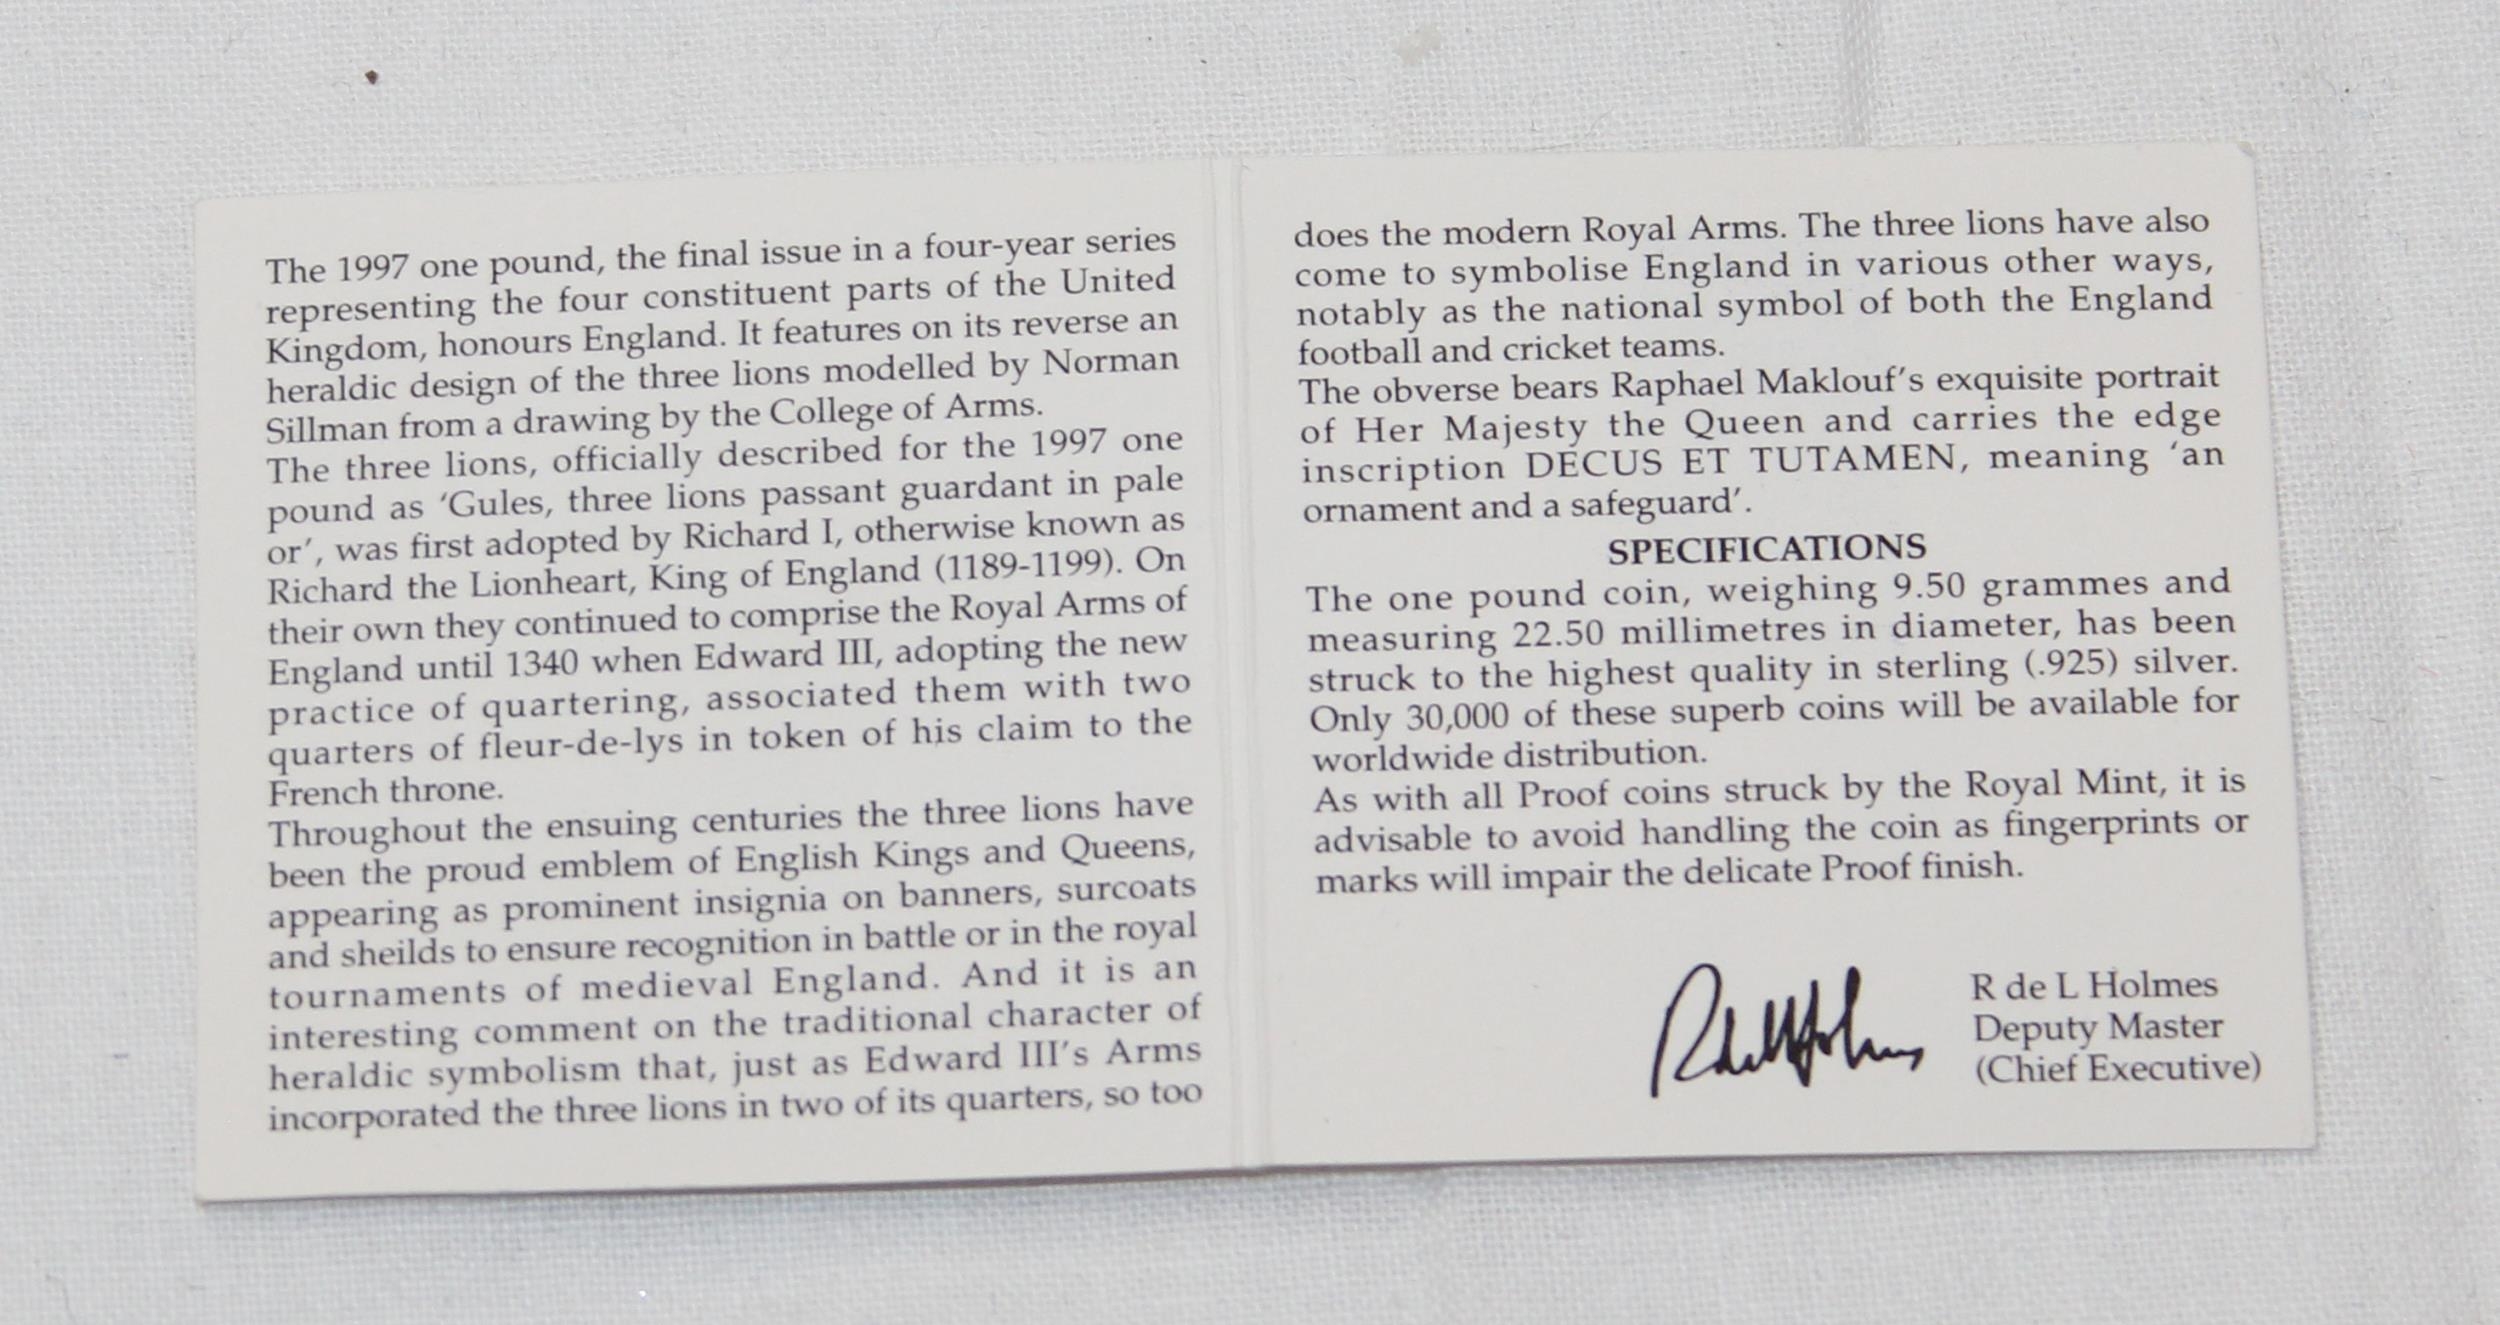 The 1997 one pound, the final issue in a four-year series
representing the four constituent parts of the United
Kingdom, honours England. It features on its reverse an
heraldic design of the three lions modelled by Norman
Sillman from a drawing by the College of Arms.
The three lions, officially described for the 1997 one
pound as ‘Gules, three lions passant guardant in pale
or’, was first adopted by Richard I, otherwise known as
Richard the Lionheart, King of England (1189-1199). On
their own they continued to comprise the Royal Arms of
England until 1340 when Edward III, adopting the new
practice of quartering, associated them with two
quarters of fleur-de-lys in token of his claim to the
French throne.
Throughout the ensuing centuries the three lions have
been the proud emblem of English Kings and Queens,
appearing as prominent insignia on banners, surcoats
and sheilds to ensure recognition in battle or in the royal
tournaments of medieval England. And it is an
interesting comment on the traditional character of
heraldic symbolism that, just as Edward III’s Arms
incorporated the three lions in two of its quarters, so too
does the modern Royal Arms. The three lions have also
come to symbolise England in various other ways,
notably as the national symbol of both the England
football and cricket teams.
The obverse bears Raphael Maklouf’s exquisite portrait
of Her Majesty the Queen and carries the edge
inscription DECUS ET TUTAMEN, meaning ‘an
ornament and a safeguard’.
SPECIFICATIONS
The one pound coin, weighing 9.50 grammes and
measuring 22.50 millimetres in diameter, has been
struck to the highest quality in sterling (.925) silver.
Only 30,000 of these superb coins will be available for
worldwide distribution.
As with all Proof coins struck by the Royal Mint, it is
advisable to avoid handling the coin as fingerprints or
marks will impair the delicate Proof finish.
R de L Holmes
R de L Holmes
Deputy Master
(Chief Executive)